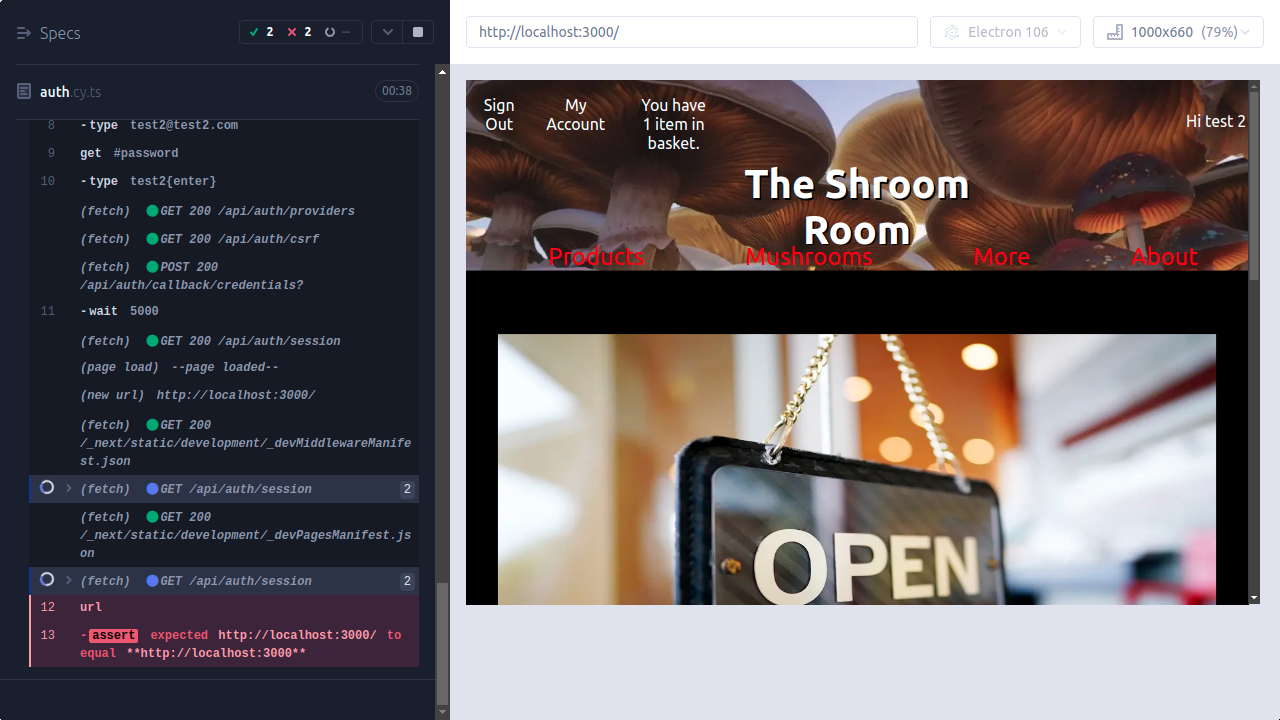 Specs
2
2
--
auth.cy.ts
00:38
8
-type test2@test2.com
9
get #password
10
-type test2{enter}
(fetch) GET 200 /api/auth/providers
(fetch) GET 200 /api/auth/csrf
(fetch) POST 200
/api/auth/callback/credentials?
11
-wait 5000
(fetch) GET 200 /api/auth/session
(page load) --page loaded--
(new url) http://localhost:3000/
(fetch) GET 200
/_next/static/development/_devMiddlewareManife
st.json
(fetch) GET /api/auth/session 2
(fetch) GET 200
/_next/static/development/_devPagesManifest.js
on
(fetch) GET /api/auth/session 2
12
url
13
-assert expected http://localhost:3000/ to
equal **http://localhost:3000**
http://localhost:3000/
Electron 106
1000x660 (79%)
Sign
Out
My
Account
You have
1 item in
basket.
Hi test 2
The Shroom
Room
Products
Mushrooms
More
About
OPEN